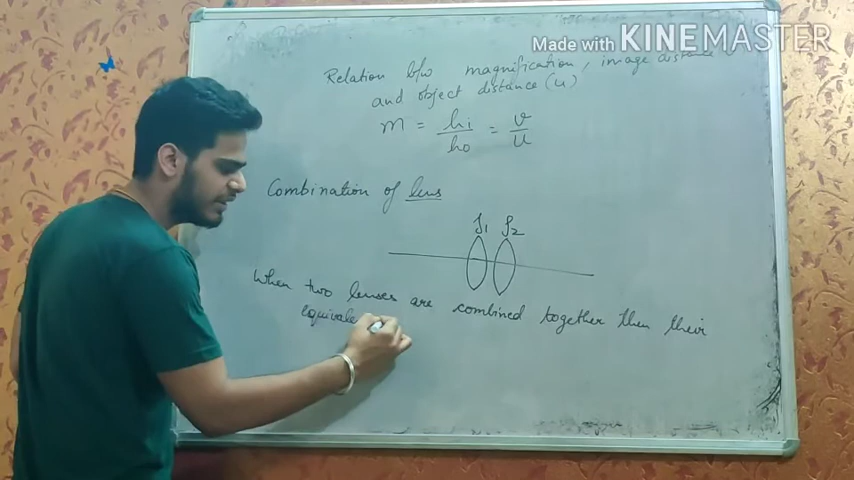 Made with KINEMASTER
Relation b/w magnification, image distance
and object distance (u)
m = hi/ho = v/u
Combination of lens
f1 f2
When two lenses are combined together then their
equivale